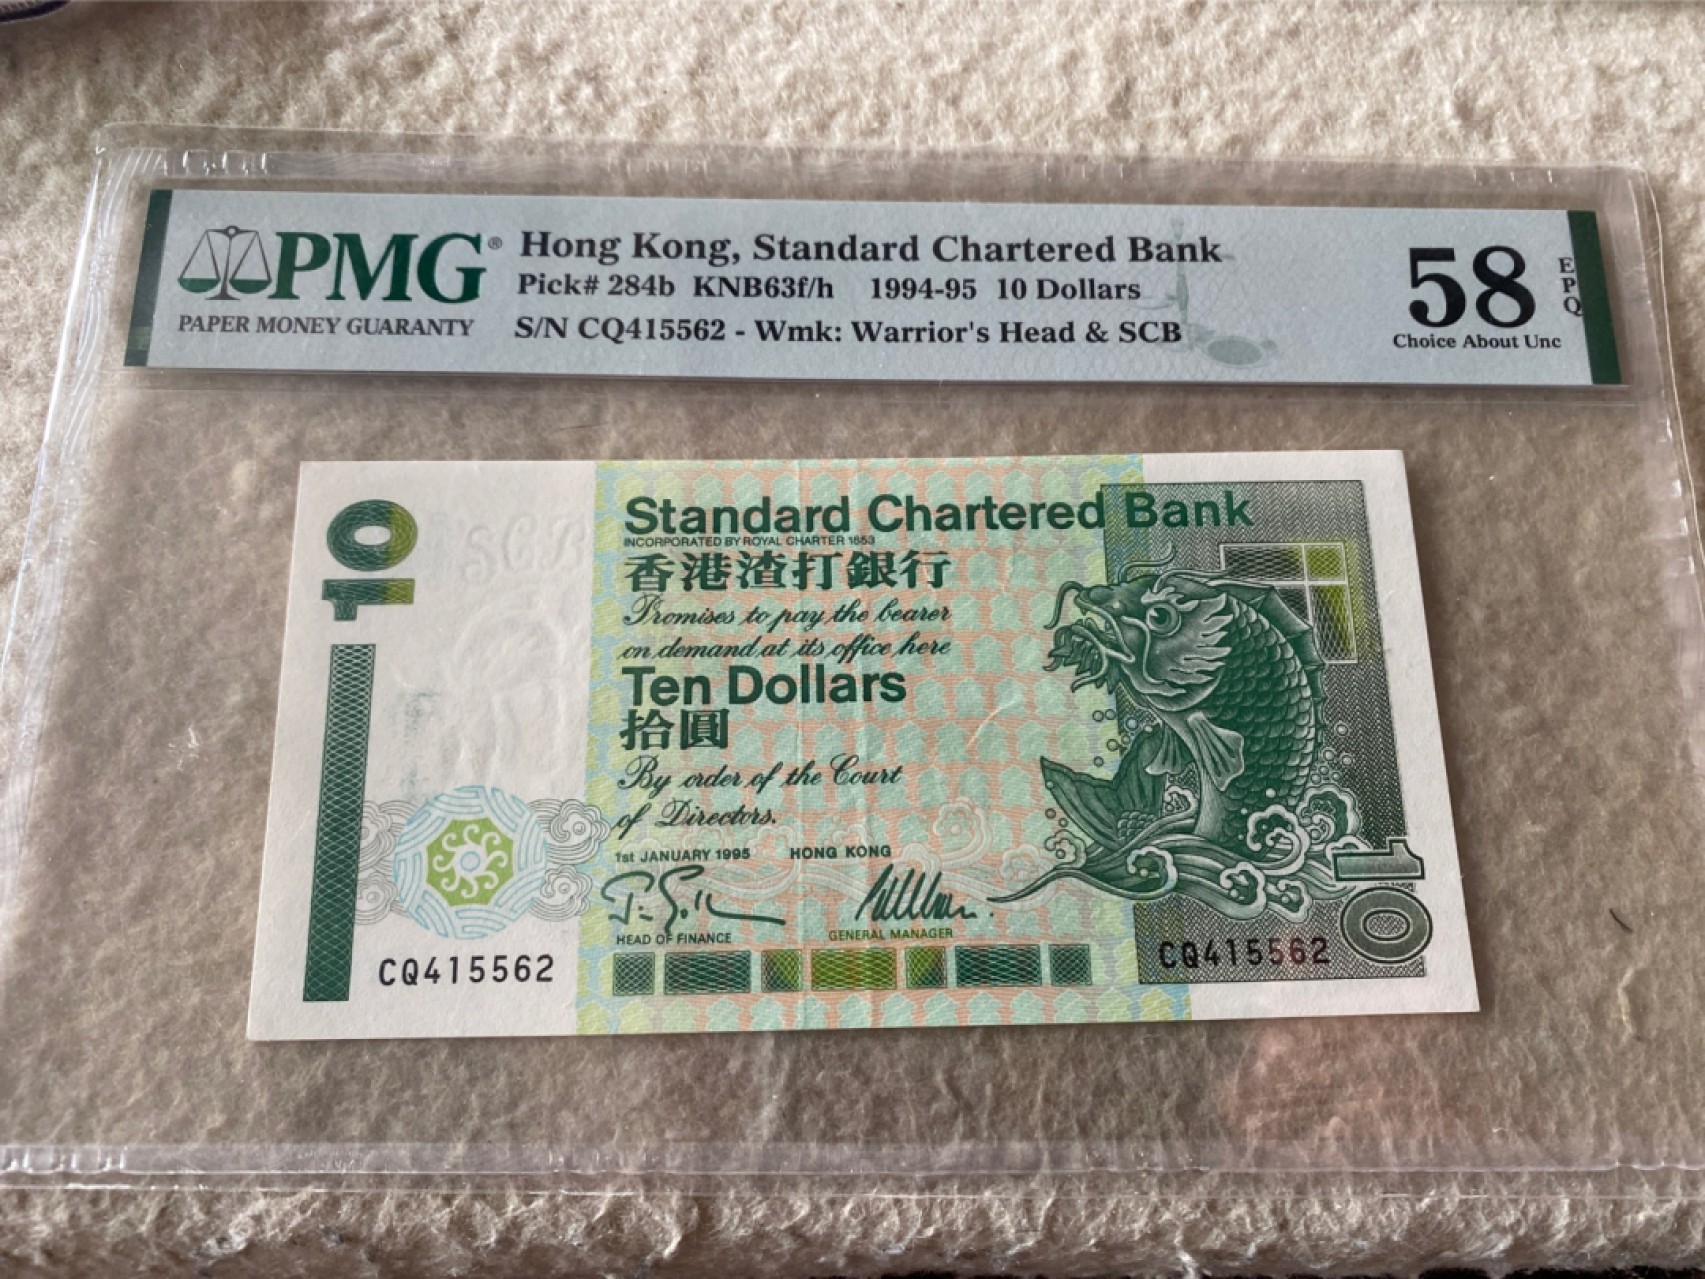 PMG®
PAPER MONEY GUARANTY
Hong Kong, Standard Chartered Bank
Pick# 284b KNB63f/h 1994-95 10 Dollars
S/N CQ415562 - Wmk: Warrior's Head & SCB
58
EPQ
Choice About Unc
10
SCB
Standard Chartered Bank
INCORPORATED BY ROYAL CHARTER 1853
香港渣打銀行
Promises to pay the bearer
on demand at its office here
Ten Dollars
拾圓
By order of the Court
of Directors.
1st JANUARY 1995 HONG KONG
HEAD OF FINANCE
GENERAL MANAGER
CQ415562
CQ415562
10